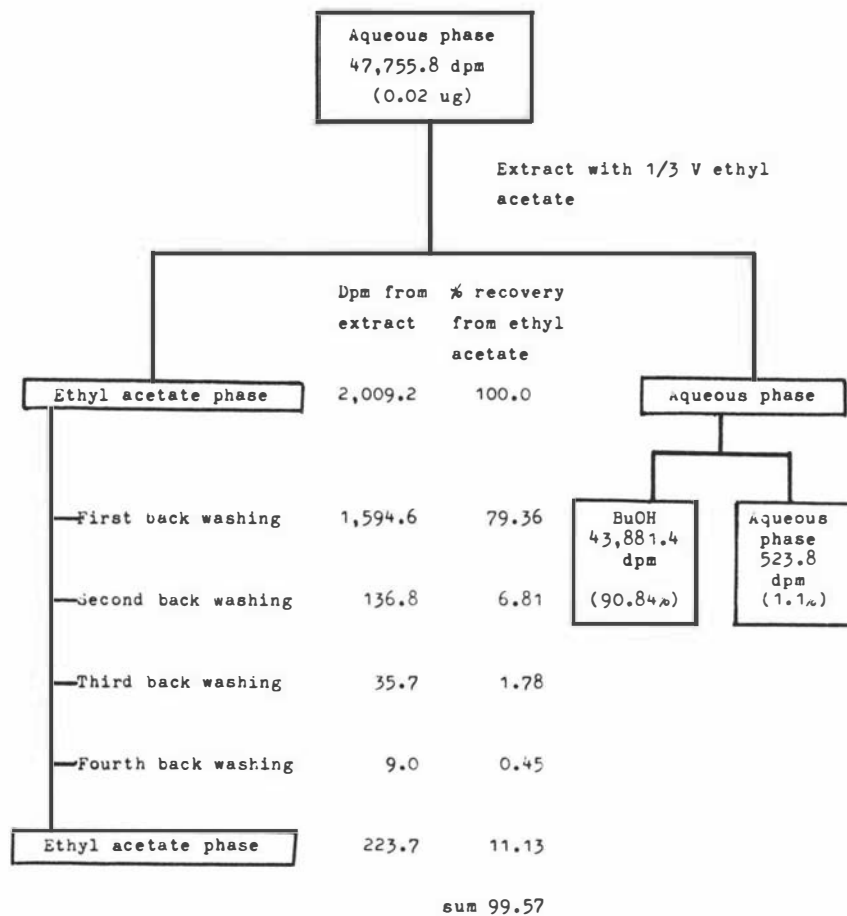 Aqueous phase
47,755.8 dpm
(0.02 ug)
Extract with 1/3 V ethyl
acetate
Dpm from % recovery
extract from ethyl
acetate
Ethyl acetate phase 2,009.2 100.0 Aqueous phase
First back washing 1,594.6 79.36
BuOH
43,881.4
dpm
(90.84%)
Aqueous
phase
523.8
dpm
(1.1%)
Second back washing 136.8 6.81
Third back washing 35.7 1.78
Fourth back washing 9.0 0.45
Ethyl acetate phase 223.7 11.13
sum 99.57